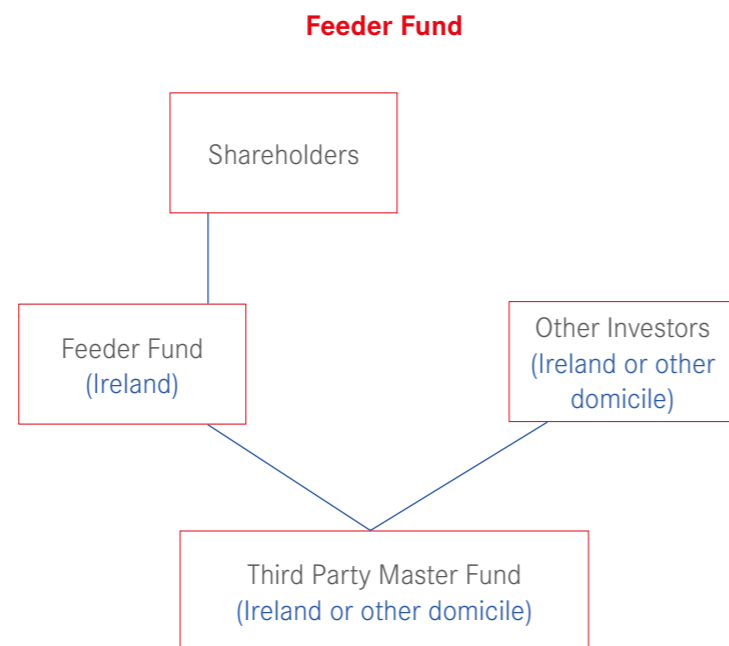 Feeder Fund
Shareholders
Feeder Fund
(Ireland)
Other Investors
(Ireland or other
domicile)
Third Party Master Fund
(Ireland or other domicile)